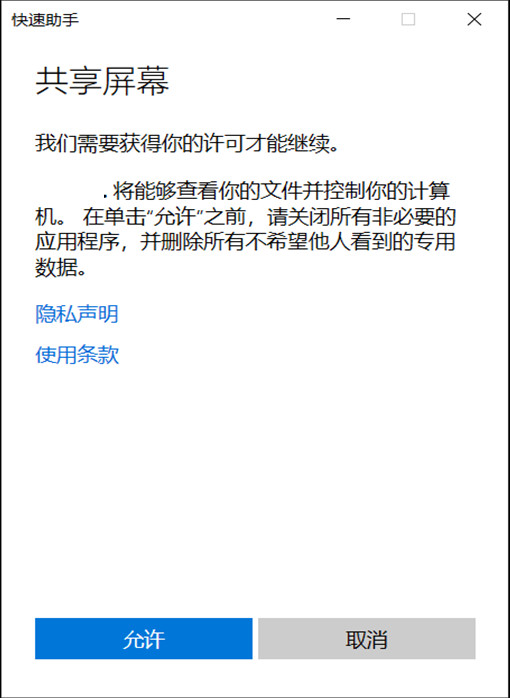 快速助手
共享屏幕
我们需要获得你的许可才能继续。
. 将能够查看你的文件并控制你的计算
机。 在单击“允许”之前，请关闭所有非必要的
应用程序，并删除所有不希望他人看到的专用
数据。
隐私声明
使用条款
允许 取消